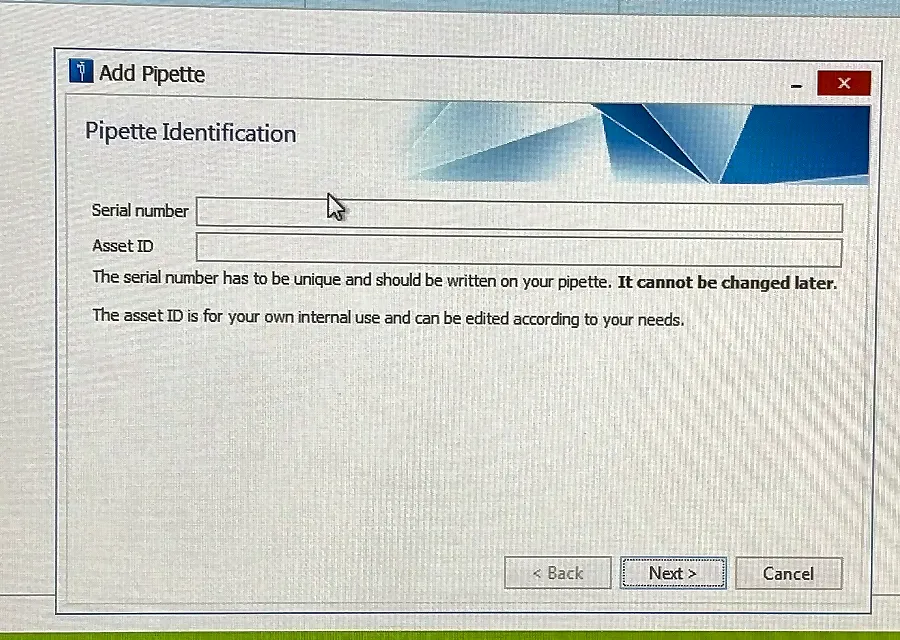 Add Pipette
Pipette Identification
Serial number
Asset ID
The serial number has to be unique and should be written on your pipette. It cannot be changed later.
The asset ID is for your own internal use and can be edited according to your needs.
< Back
Next >
Cancel